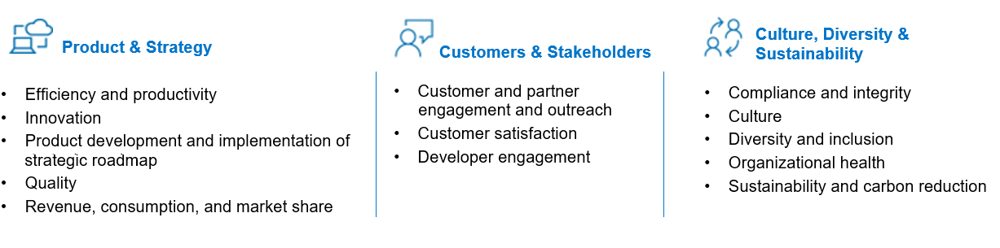 Product & Strategy
• Efficiency and productivity
• Innovation
• Product development and implementation of
strategic roadmap
• Quality
• Revenue, consumption, and market share
Customers & Stakeholders
• Customer and partner
engagement and outreach
• Customer satisfaction
• Developer engagement
Culture, Diversity &
Sustainability
• Compliance and integrity
• Culture
• Diversity and inclusion
• Organizational health
• Sustainability and carbon reduction